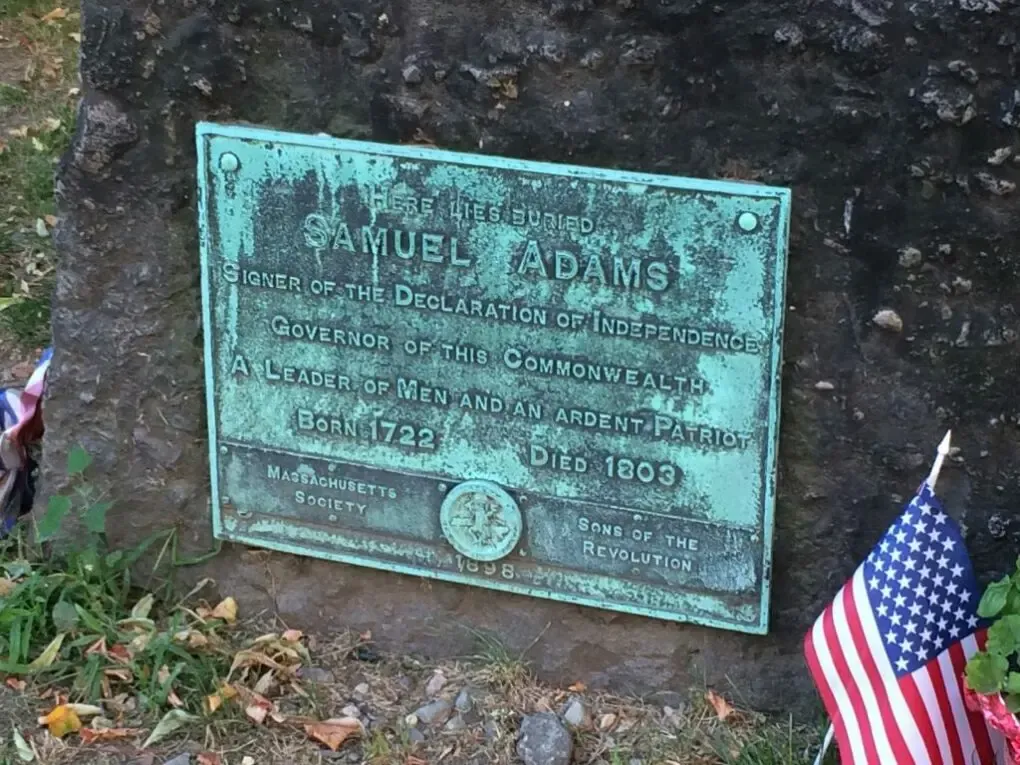 HERE LIES BURIED
SAMUEL ADAMS
SIGNER OF THE DECLARATION OF INDEPENDENCE
GOVERNOR OF THIS COMMONWEALTH
A LEADER OF MEN AND AN ARDENT PATRIOT
BORN 1722 DIED 1803
MASSACHUSETTS
SOCIETY
SONS OF THE
REVOLUTION
1898